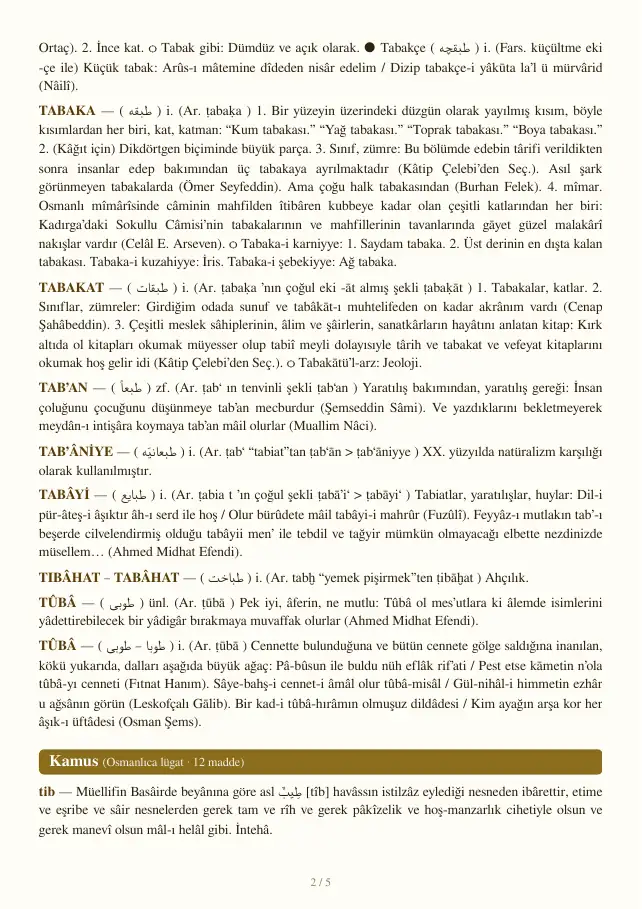 Ortaç). 2. İnce kat. ѻ Tabak gibi: Dümdüz ve açık olarak. ● Tabakçe ( طبقچه ) i. (Fars. küçültme eki
-çe ile) Küçük tabak: Arûs-ı mâtemine dîdeden nisâr edelim / Dizip tabakçe-i yâkūta la’l ü mürvârid
(Nâilî).
TABAKA — ( طبقه ) i. (Ar. ṭabaḳa ) 1. Bir yüzeyin üzerindeki düzgün olarak yayılmış kısım, böyle
kısımlardan her biri, kat, katman: “Kum tabakası.” “Yağ tabakası.” “Toprak tabakası.” “Boya tabakası.”
2. (Kâğıt için) Dikdörtgen biçiminde büyük parça. 3. Sınıf, zümre: Bu bölümde edebin târifi verildikten
sonra insanlar edep bakımından üç tabakaya ayrılmaktadır (Kâtip Çelebi’den Seç.). Asıl şark
görünmeyen tabakalarda (Ömer Seyfeddin). Ama çoğu halk tabakasından (Burhan Felek). 4. mîmar.
Osmanlı mîmârîsinde câminin mahfilden îtibâren kubbeye kadar olan çeşitli katlarından her biri:
Kadırga’daki Sokullu Câmisi’nin tabakalarının ve mahfillerinin tavanlarında gāyet güzel malakârî
nakışlar vardır (Celâl E. Arseven). ѻ Tabaka-i karniyye: 1. Saydam tabaka. 2. Üst derinin en dışta kalan
tabakası. Tabaka-i kuzahiyye: İris. Tabaka-i şebekiyye: Ağ tabaka.
TABAKAT — ( طبقات ) i. (Ar. ṭabaḳa ’nın çoğul eki -āt almış şekli ṭabaḳāt ) 1. Tabakalar, katlar. 2.
Sınıflar, zümreler: Girdiğim odada sunuf ve tabâkāt-ı muhtelifeden on kadar akrânım vardı (Cenap
Şahâbeddin). 3. Çeşitli meslek sâhiplerinin, âlim ve şâirlerin, sanatkârların hayâtını anlatan kitap: Kırk
altıda ol kitapları okumak müyesser olup tabiî meyli dolayısıyle târih ve tabakat ve vefeyat kitaplarını
okumak hoş gelir idi (Kâtip Çelebi’den Seç.). ѻ Tabakātü’l-arz: Jeoloji.
TAB’AN — ( طبعاً ) zf. (Ar. ṭab‘ ın tenvinli şekli ṭab‘an ) Yaratılış bakımından, yaratılış gereği: İnsan
çoluğunu çocuğunu düşünmeye tab’an mecburdur (Şemseddin Sâmi). Ve yazdıklarını bekletmeyerek
meydân-ı intişâra koymaya tab’an mâil olurlar (Muallim Nâci).
TAB’ÂNİYE — ( طبعانیّه ) i. (Ar. ṭab‘ “tabiat”tan ṭab‘ān > ṭab‘āniyye ) XX. yüzyılda natüralizm karşılığı
olarak kullanılmıştır.
TABÂYİ — ( طبایع ) i. (Ar. ṭabia t ’ın çoğul şekli ṭabā’i‘ > ṭabāyi‘ ) Tabiatlar, yaratılışlar, huylar: Dil-i
pür-âteş-i âşıktır âh-ı serd ile hoş / Olur bürûdete mâil tabâyi-i mahrûr (Fuzûlî). Feyyâz-ı mutlakın tab’-ı
beşerde cilvelendirmiş olduğu tabâyii men’ ile tebdil ve tağyir mümkün olmayacağı elbette nezdinizde
müsellem… (Ahmed Midhat Efendi).
TIBÂHAT – TABÂHAT — ( طباخت ) i. (Ar. tabḫ “yemek pişirmek”ten ṭibāḫat ) Ahçılık.
TÛBÂ — ( طوبى ) ünl. (Ar. ṭūbā ) Pek iyi, âferin, ne mutlu: Tûbâ ol mes’utlara ki âlemde isimlerini
yâdettirebilecek bir yâdigâr bırakmaya muvaffak olurlar (Ahmed Midhat Efendi).
TÛBÂ — ( طوبا – طوبى ) i. (Ar. ṭūbā ) Cennette bulunduğuna ve bütün cennete gölge saldığına inanılan,
kökü yukarıda, dalları aşağıda büyük ağaç: Pâ-bûsun ile buldu nüh eflâk rif’ati / Pest etse kāmetin n’ola
tûbâ-yı cenneti (Fıtnat Hanım). Sâye-bahş-i cennet-i âmâl olur tûbâ-misâl / Gül-nihâl-i himmetin ezhâr
u ağsânın görün (Leskofçalı Gālib). Bir kad-i tûbâ-hırâmın olmuşuz dildâdesi / Kim ayağın arşa kor her
âşık-ı üftâdesi (Osman Şems).
Kamus (Osmanlıca lügat · 12 madde)
tib — Müellifin Basâirde beyânına göre asl طِيبٌ [tîb] havâssın istilzâz eylediği nesneden ibârettir, etime
ve eşribe ve sâir nesnelerden gerek tam ve rîh ve gerek pâkîzelik ve hoş-manzarlık cihetiyle olsun ve
gerek manevî olsun mâl-ı helâl gibi. İntehâ.
2 / 5